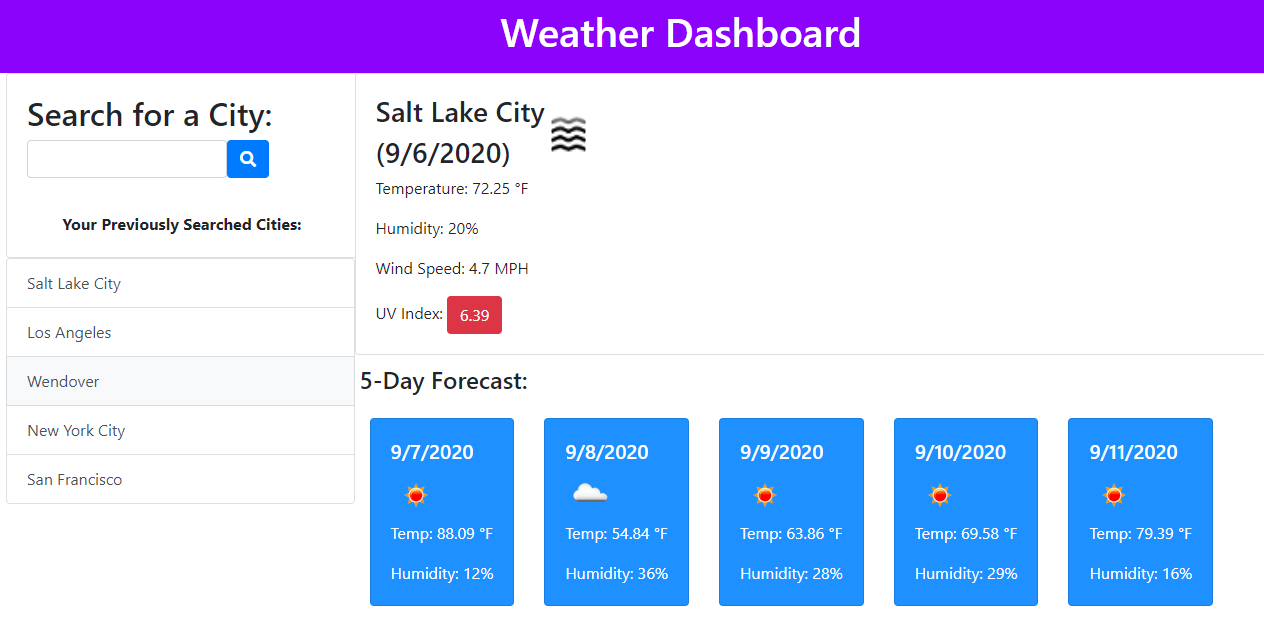 Weather Dashboard
Search for a City:
Your Previously Searched Cities:
Salt Lake City
Los Angeles
Wendover
New York City
San Francisco
Salt Lake City
(9/6/2020)
Temperature: 72.25 °F
Humidity: 20%
Wind Speed: 4.7 MPH
UV Index: 6.39
5-Day Forecast:
9/7/2020
Temp: 88.09 °F
Humidity: 12%
9/8/2020
Temp: 54.84 °F
Humidity: 36%
9/9/2020
Temp: 63.86 °F
Humidity: 28%
9/10/2020
Temp: 69.58 °F
Humidity: 29%
9/11/2020
Temp: 79.39 °F
Humidity: 16%